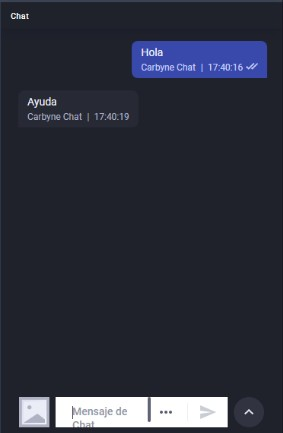 Chat
Hola
Carbyne Chat | 17:40:16
Ayuda
Carbyne Chat | 17:40:19
Mensaje de
Chat